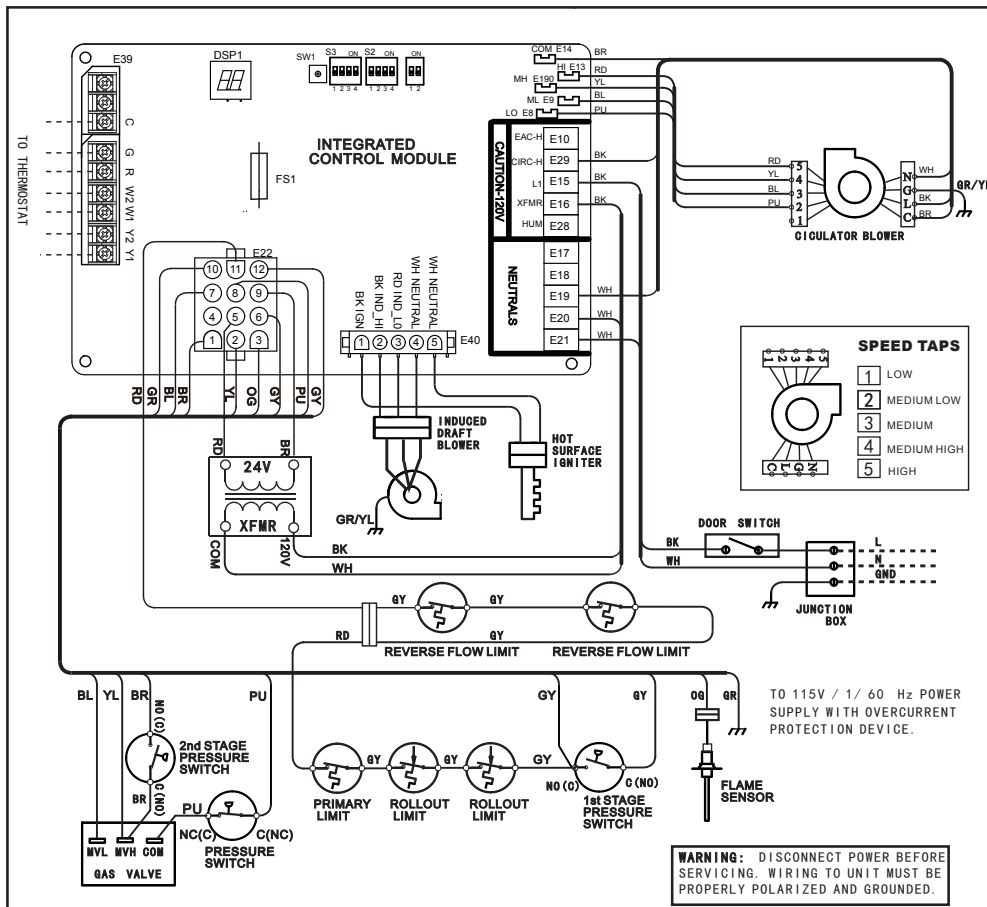 E39
DSP1
SW1
S3 ON
S2 ON
ON
1 2 3 4
1 2 3 4
1 2
COM E14
BR
HI E13
RD
MH E190
YL
ML E9
BL
LO E8
PU
TO THERMOSTAT
C
G
R
W2
W1
Y2
Y1
INTEGRATED
CONTROL MODULE
FS1
CAUTION-120V
EAC-H E10
CIRC-H E29 BK
L1 E15 BK
XFMR E16 BK
HUM E28
NEUTRALS
E17
E18
E19 WH
E20 WH
E21 WH
RD 5
YL 4
BL 3
PU 2
1
N WH
G GR/YL
L BK
C BR
CICULATOR BLOWER
E22
10 11 12
7 8 9
4 5 6
1 2 3
BK IGN
BK IND_HI
RD IND_L0
WH NEUTRAL
WH NEUTRAL
1 2 3 4 5
E40
RD
GR
BL
BR
YL
OG
GY
PU
GY
SPEED TAPS
1 2 3 4 5
C L G N
1 LOW
2 MEDIUM LOW
3 MEDIUM
4 MEDIUM HIGH
5 HIGH
RD
BR
24V
XFMR
COM
120V
INDUCED
DRAFT
BLOWER
GR/YL
HOT
SURFACE
IGNITER
BK
WH
DOOR SWITCH
BK
WH
L
N
GND
JUNCTION
BOX
GY
GY
RD
GY
REVERSE FLOW LIMIT
REVERSE FLOW LIMIT
BL
YL
BR
PU
GY
GY
OG
GR
TO 115V / 1/ 60 Hz POWER
SUPPLY WITH OVERCURRENT
PROTECTION DEVICE.
NO(C)
2nd STAGE
PRESSURE
SWITCH
C(NO)
BR
PU
NC(C)
C(NC)
PRESSURE
SWITCH
MVL MVH COM
GAS VALVE
GY
GY
GY
PRIMARY
LIMIT
ROLLOUT
LIMIT
ROLLOUT
LIMIT
NO(C)
C(NO)
1st STAGE
PRESSURE
SWITCH
FLAME
SENSOR
WARNING: DISCONNECT POWER BEFORE
SERVICING. WIRING TO UNIT MUST BE
PROPERLY POLARIZED AND GROUNDED.